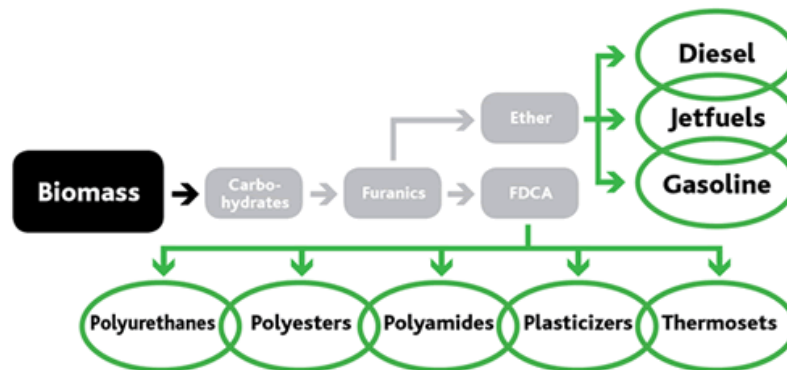 Diesel
Ether
Jetfuels
Biomass
Carbo-
hydrates
Furanics
FDCA
Gasoline
Polyurethanes
Polyesters
Polyamides
Plasticizers
Thermosets